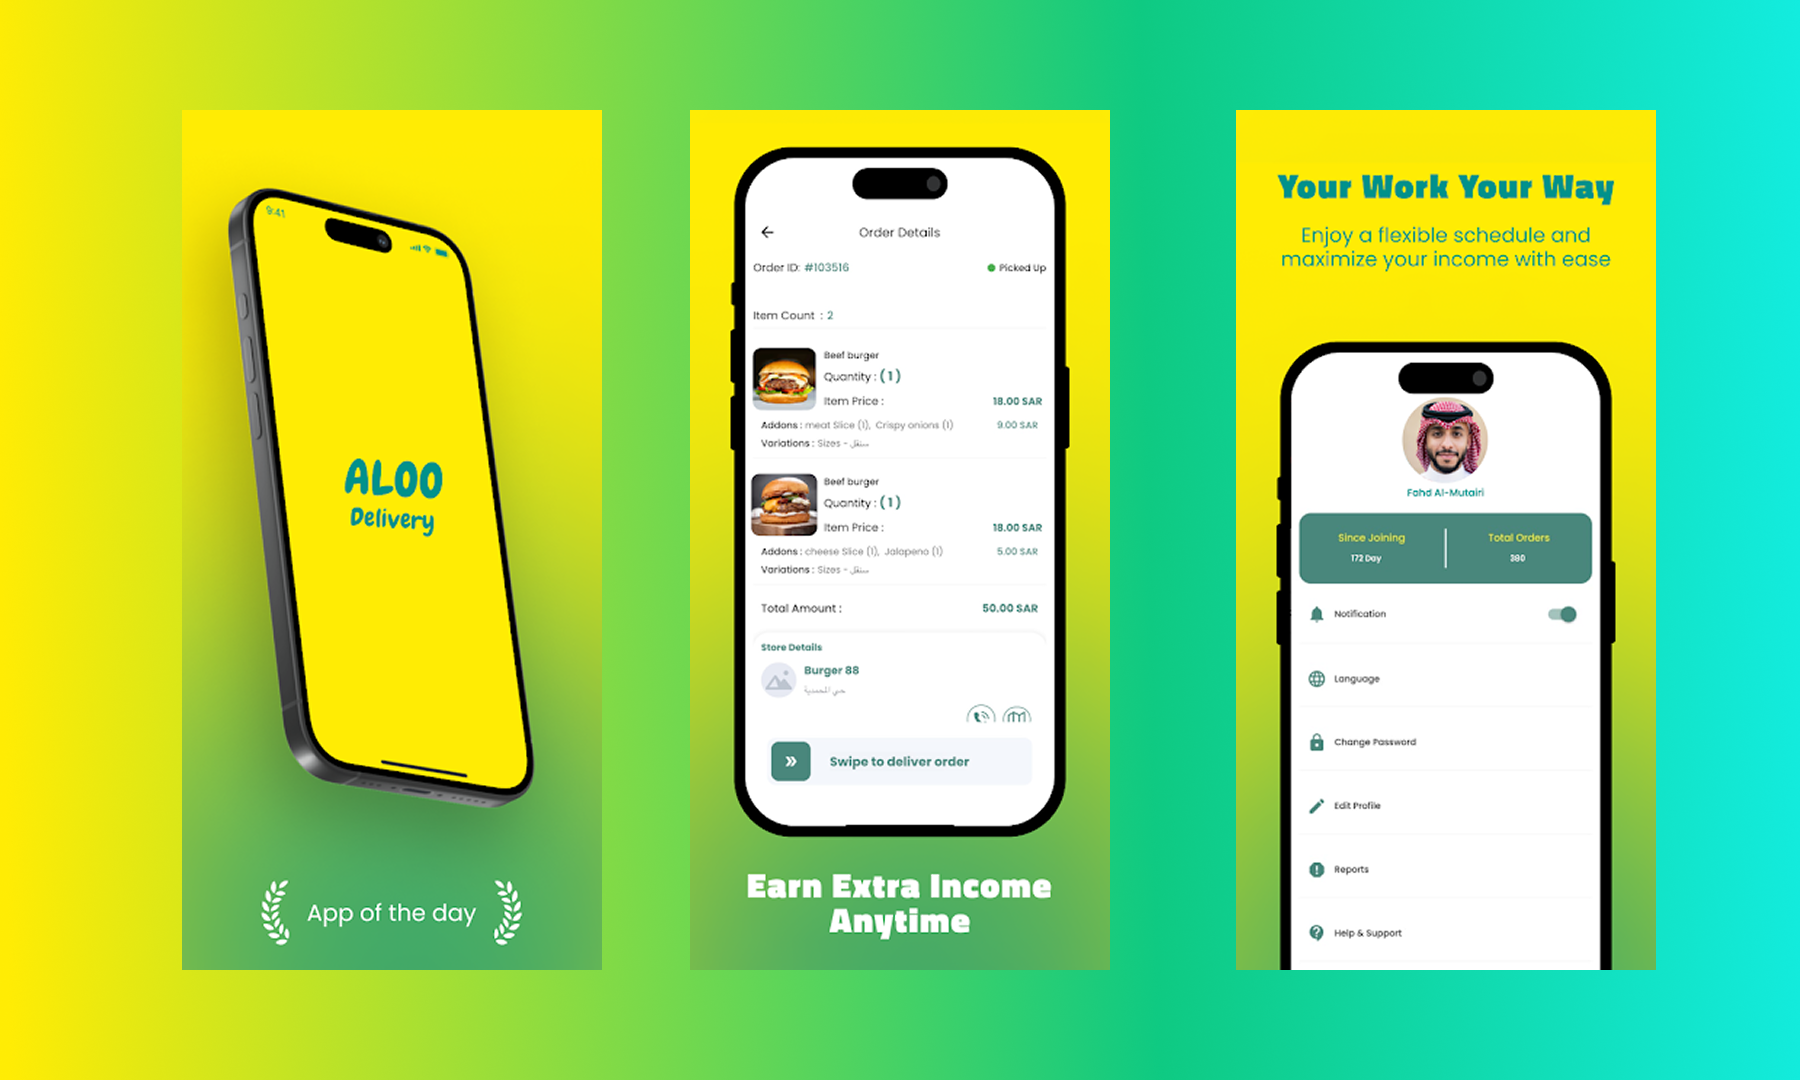 9:41
ALOO
Delivery
App of the day
Order Details
Order ID: #103516
Picked Up
Item Count : 2
Beef burger
Quantity : (1)
Item Price :
18.00 SAR
Addons : meat Slice (1), Crispy onions (1)
9.00 SAR
Variations : Sizes - سنقل
Beef burger
Quantity : (1)
Item Price :
18.00 SAR
Addons : cheese Slice (1), Jalapeno (1)
5.00 SAR
Variations : Sizes - سنقل
Total Amount :
50.00 SAR
Store Details
Burger 88
حي المحمدية
Swipe to deliver order
Earn Extra Income
Anytime
Your Work Your Way
Enjoy a flexible schedule and
maximize your income with ease
Fahd Al-Mutairi
Since Joining
172 Day
Total Orders
380
Notification
Language
Change Password
Edit Profile
Reports
Help & Support